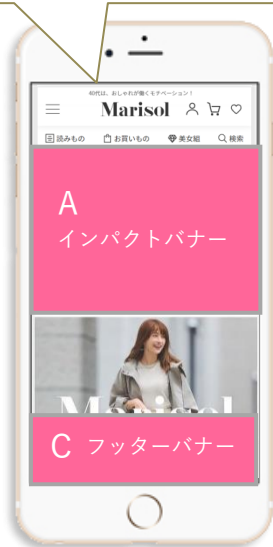 40代は、おしゃれが働くモチベーション！
Marisol
読みもの お買いもの 美女組 検索
A
インパクトバナー
Marisol
C フッターバナー